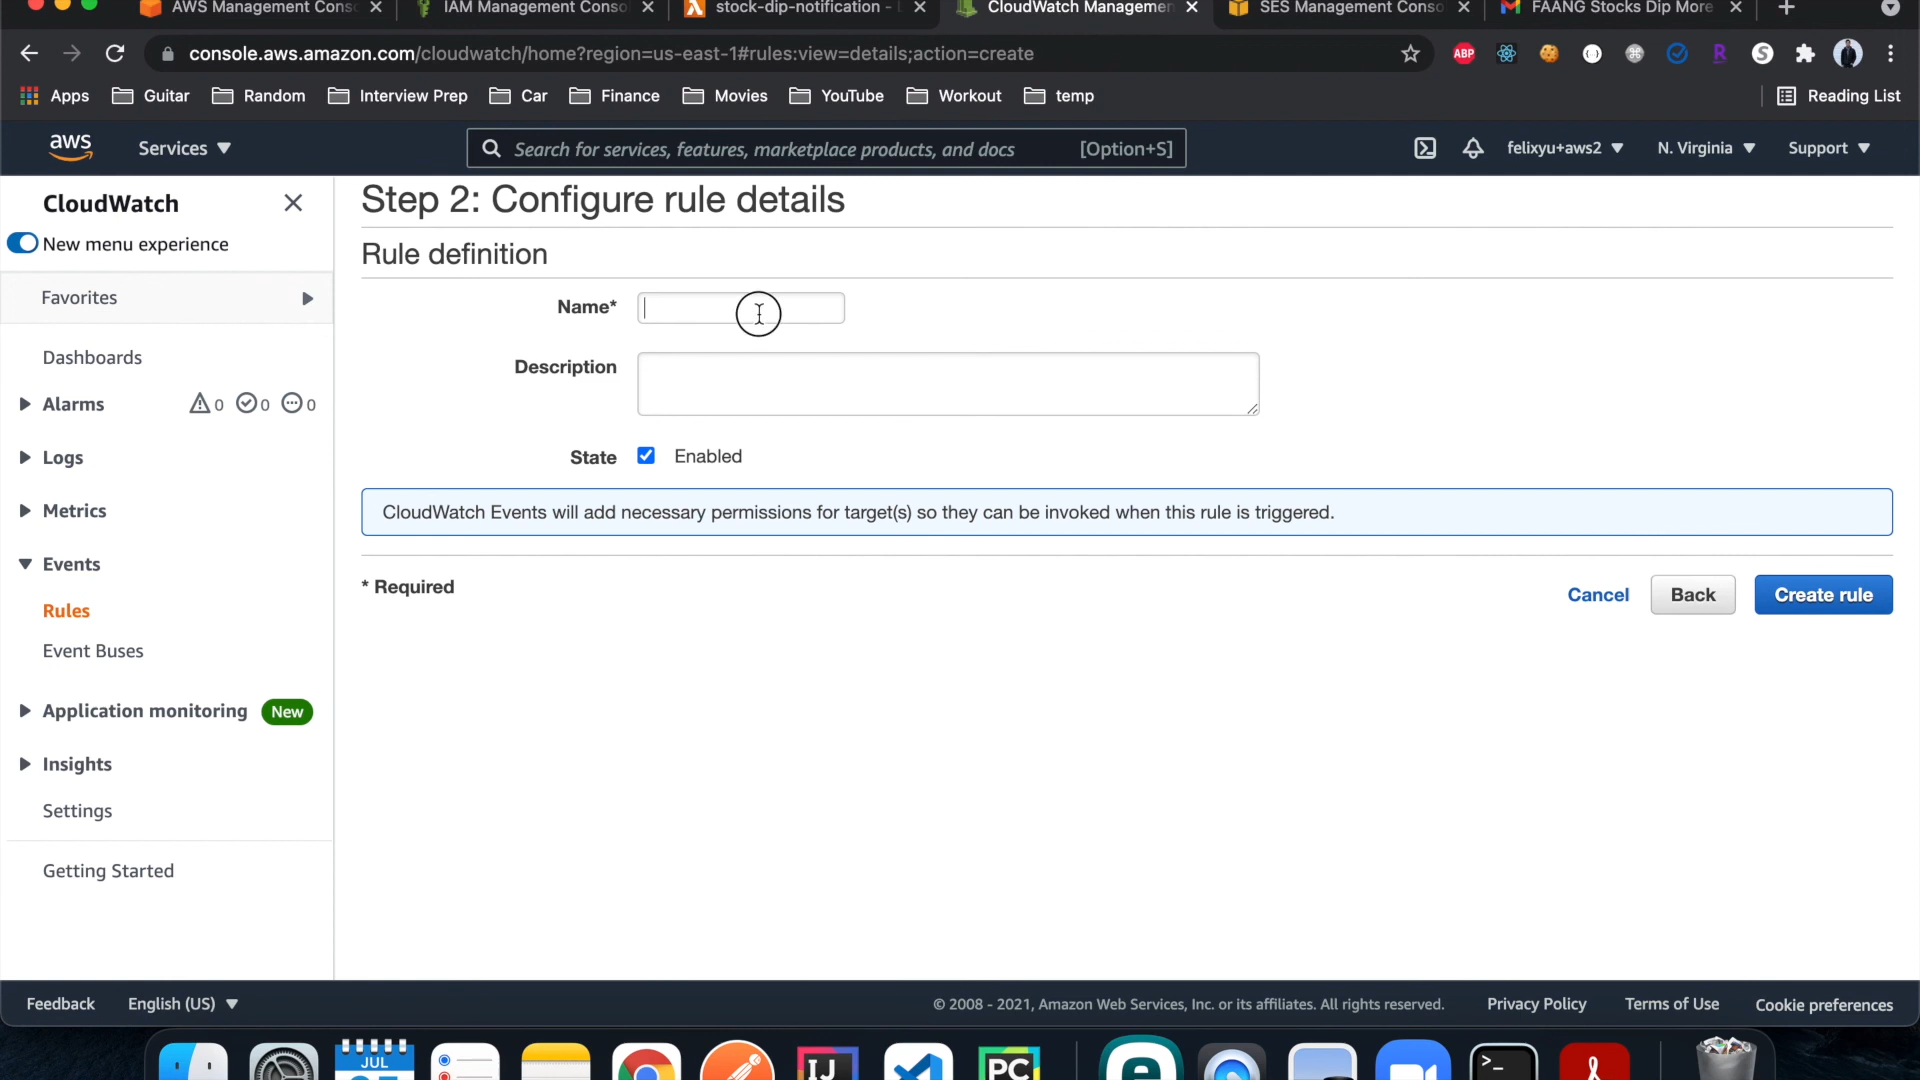 AWS Management Cons
IAM Management Conso
stock-dip-notification -
CloudWatch Managemen
SES Management Conso
FAANG Stocks Dip More
console.aws.amazon.com/cloudwatch/home?region=us-east-1#rules:view=details;action=create
ABP
R
S
Apps
Guitar
Random
Interview Prep
Car
Finance
Movies
YouTube
Workout
temp
Reading List
aws
Services
Search for services, features, marketplace products, and docs
[Option+S]
felixyu+aws2
N. Virginia
Support
CloudWatch
New menu experience
Favorites
Dashboards
Alarms
0
0
0
Logs
Metrics
Events
Rules
Event Buses
Application monitoring
New
Insights
Settings
Getting Started
Step 2: Configure rule details
Rule definition
Name*
Description
State
Enabled
CloudWatch Events will add necessary permissions for target(s) so they can be invoked when this rule is triggered.
* Required
Cancel
Back
Create rule
Feedback
English (US)
© 2008 - 2021, Amazon Web Services, Inc. or its affiliates. All rights reserved.
Privacy Policy
Terms of Use
Cookie preferences
JUL
IJ
PC